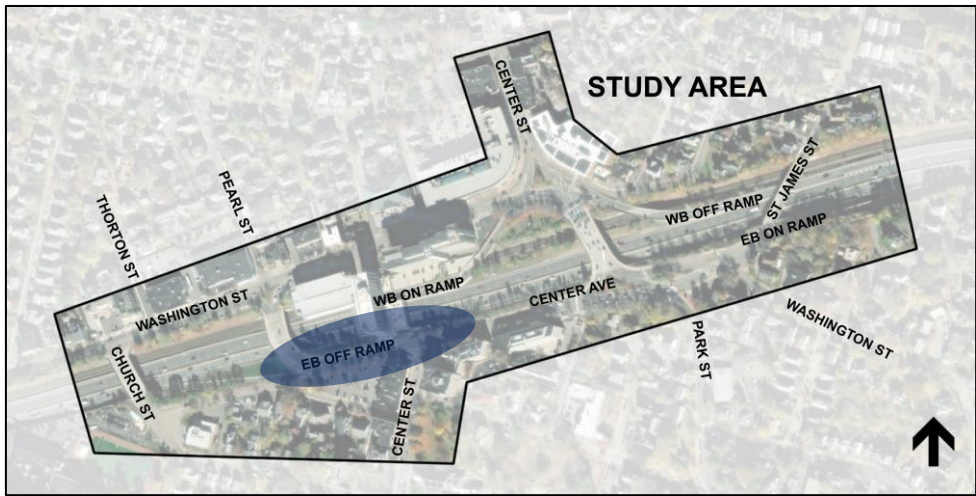 STUDY AREA
CENTER ST
PEARL ST
THORTON ST
ST JAMES ST
WB OFF RAMP
EB ON RAMP
WASHINGTON ST
WB ON RAMP
CENTER AVE
WASHINGTON ST
EB OFF RAMP
PARK ST
CHURCH ST
CENTER ST